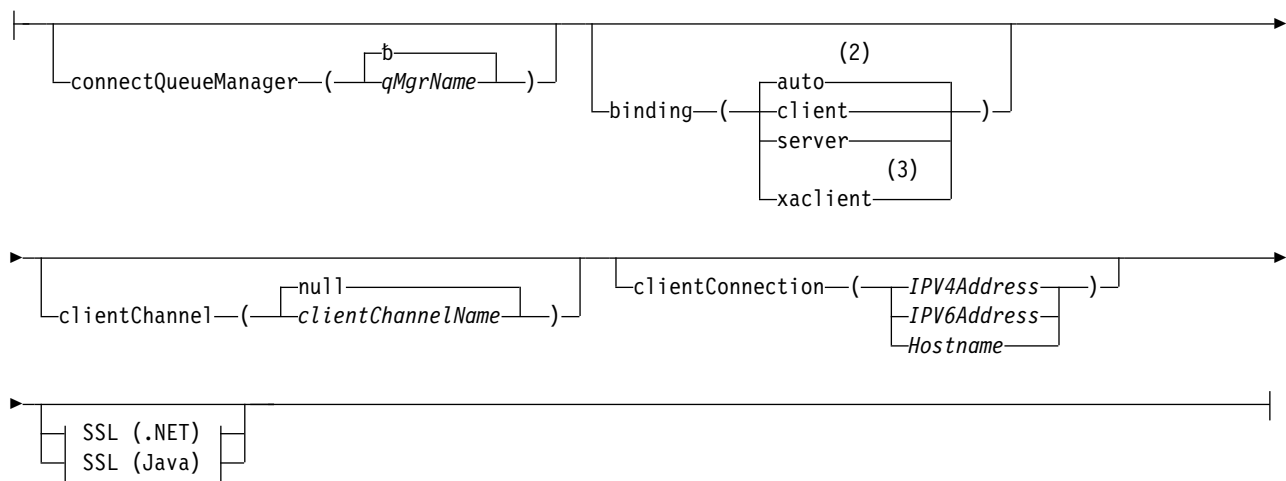 ƀ
connectQueueManager ( qMgrName )
(2)
auto
binding ( client )
server
(3)
xaclient
null
clientChannel ( clientChannelName )
clientConnection ( IPV4Address )
IPV6Address
Hostname
SSL (.NET)
SSL (Java)